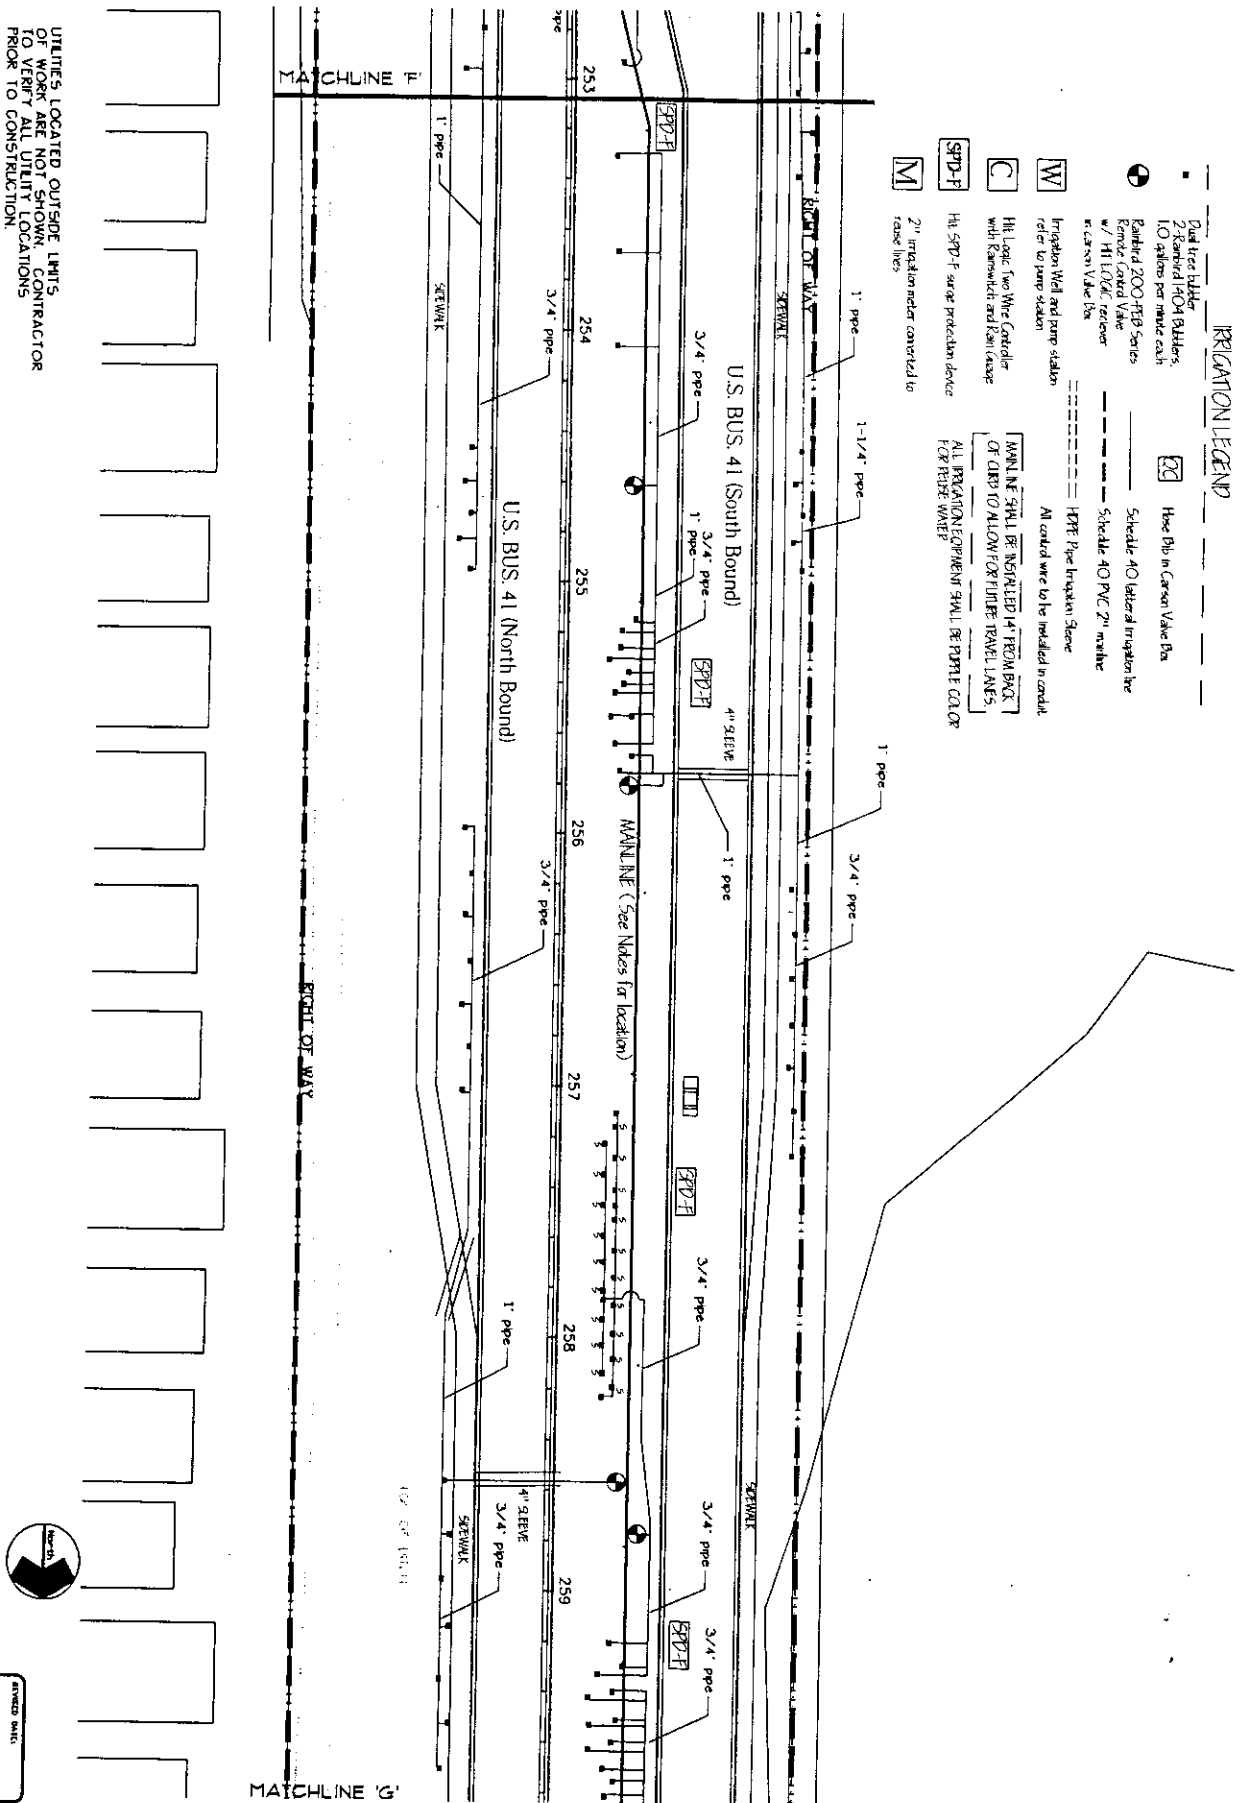 IRRIGATION LEGEND
Dual tree bubbler
2-Rainbird 1404 Bubblers,
1.0 gallons per minute each
Rainbird 200-PEB Series
Remote Control Valve
w/ Hit LOGIC reciever
in carson Valve Box
W
Irrigation Well and pump station
refer to pump station
C
Hit Logic Two Wire Controller
with Rainswitch and Rain Guage
SPD-F
Hit SPD-F surge protection device
M
2" irrigation meter converted to
reuse lines
Hose Bib in Carson Valve Box
Schedule 40 latteral irrigation line
Schedule 40 PVC 2" mainline
HDPE Pipe Irrigation Sleeve
All control wire to be installed in conduit.
MAINLINE SHALL BE INSTALLED 14' FROM BACK
OF CURB TO ALLOW FOR FUTURE TRAVEL LANES.
ALL IRRIGATION EQUIPMENT SHALL BE PURPLE COLOR
FOR REUSE WATER
1" pipe
1-1/4" pipe
1" pipe
3/4" pipe
RIGHT OF WAY
SIDEWALK
SIDEWALK
U.S. BUS. 41 (South Bound)
4" SLEEVE
1" pipe
3/4" pipe
3/4" pipe
1" pipe
3/4" pipe
3/4" pipe
3/4" pipe
SPD-F
SPD-F
SPD-F
SPD-F
MAINLINE (See Notes for location)
S
pipe
253
254
255
256
257
258
259
3/4" pipe
3/4" pipe
U.S. BUS. 41 (North Bound)
1" pipe
4" SLEEVE
3/4" pipe
1" pipe
SIDEWALK
SIDEWALK
RIGHT OF WAY
MATCHLINE 'F'
MATCHLINE 'G'
UTILITIES LOCATED OUTSIDE LIMITS
OF WORK ARE NOT SHOWN. CONTRACTOR
TO VERIFY ALL UTILITY LOCATIONS
PRIOR TO CONSTRUCTION.
North
REVISED DATE: